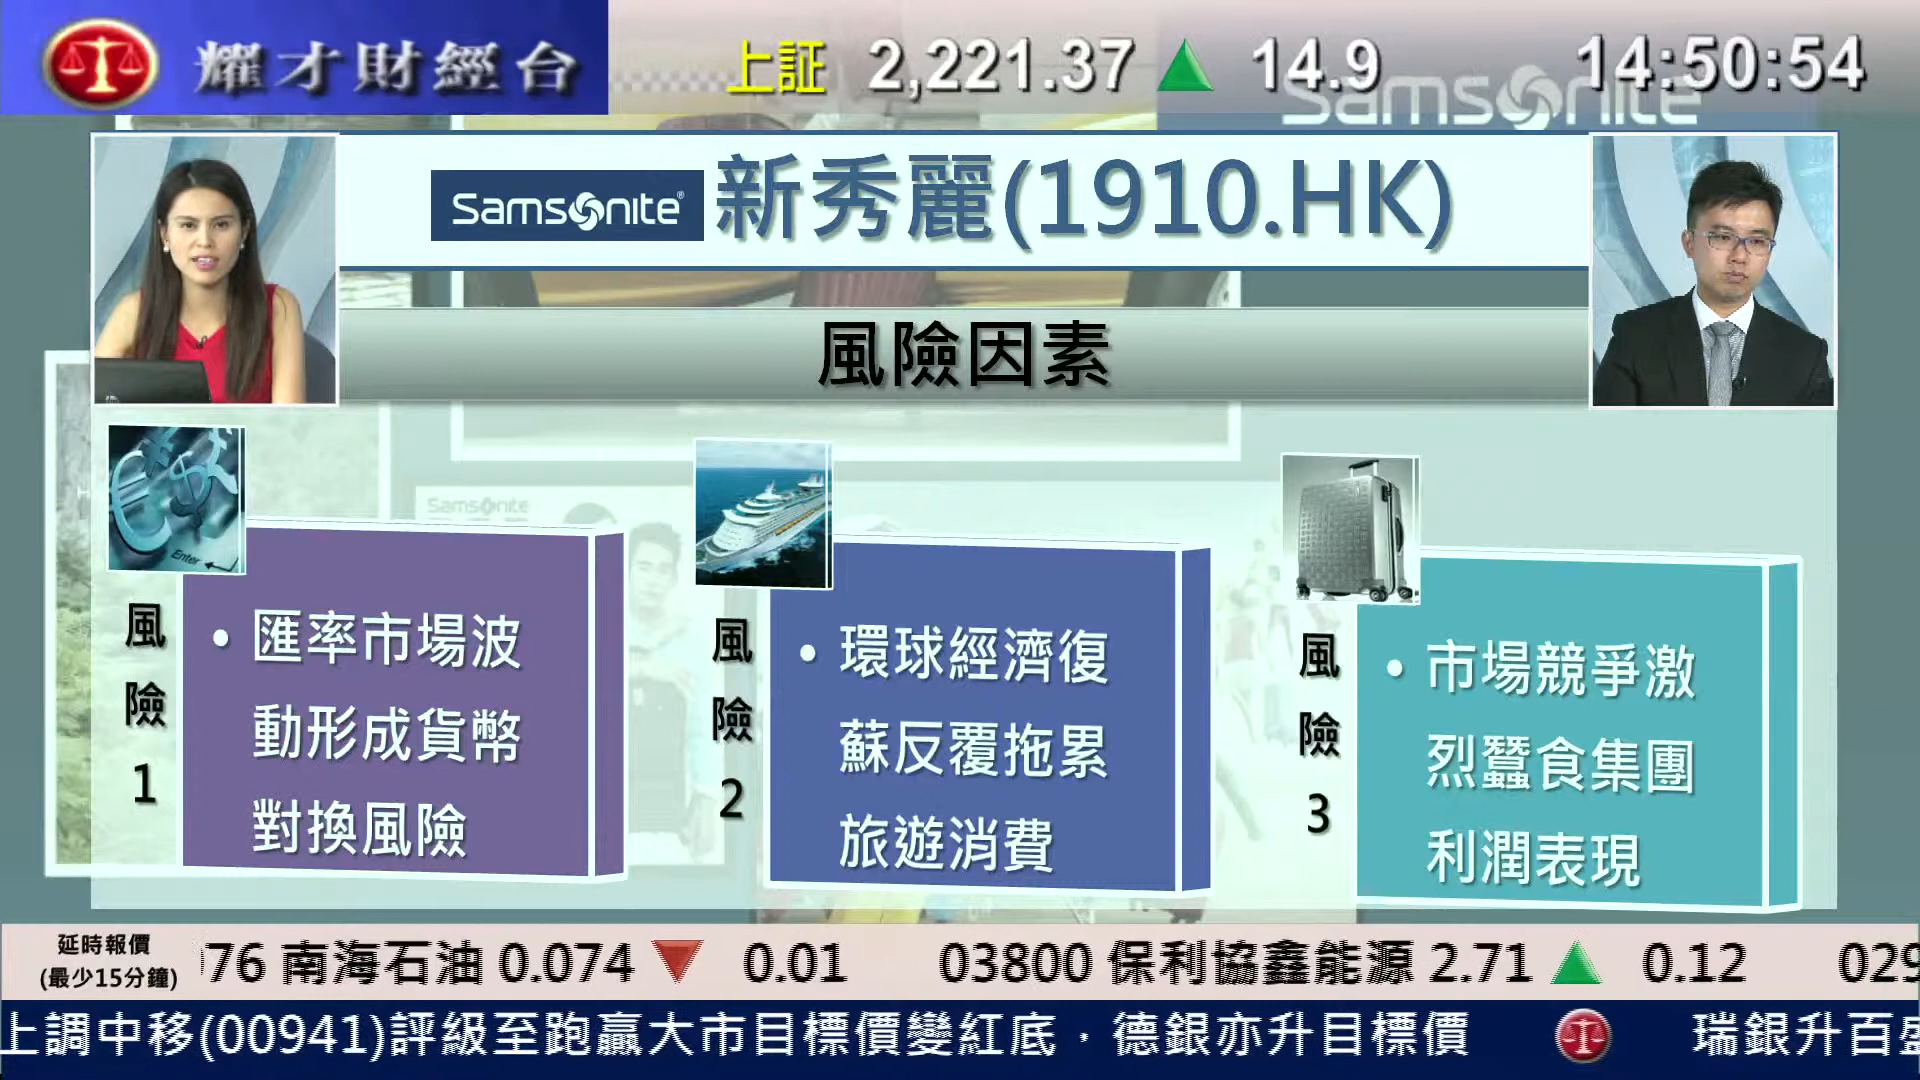 耀才財經台
上証 2,221.37 ▲ 14.9 14:50:54
Samsonite
Samsonite® 新秀麗(1910.HK)
風險因素
Samsonite
Enter
風險1
• 匯率市場波
動形成貨幣
對換風險
風險2
• 環球經濟復
蘇反覆拖累
旅遊消費
風險3
• 市場競爭激
烈蠶食集團
利潤表現
延時報價
(最少15分鐘)
76 南海石油 0.074 ▼ 0.01 03800 保利協鑫能源 2.71 ▲ 0.12 029
上調中移(00941)評級至跑贏大市目標價變紅底，德銀亦升目標價 瑞銀升百盛